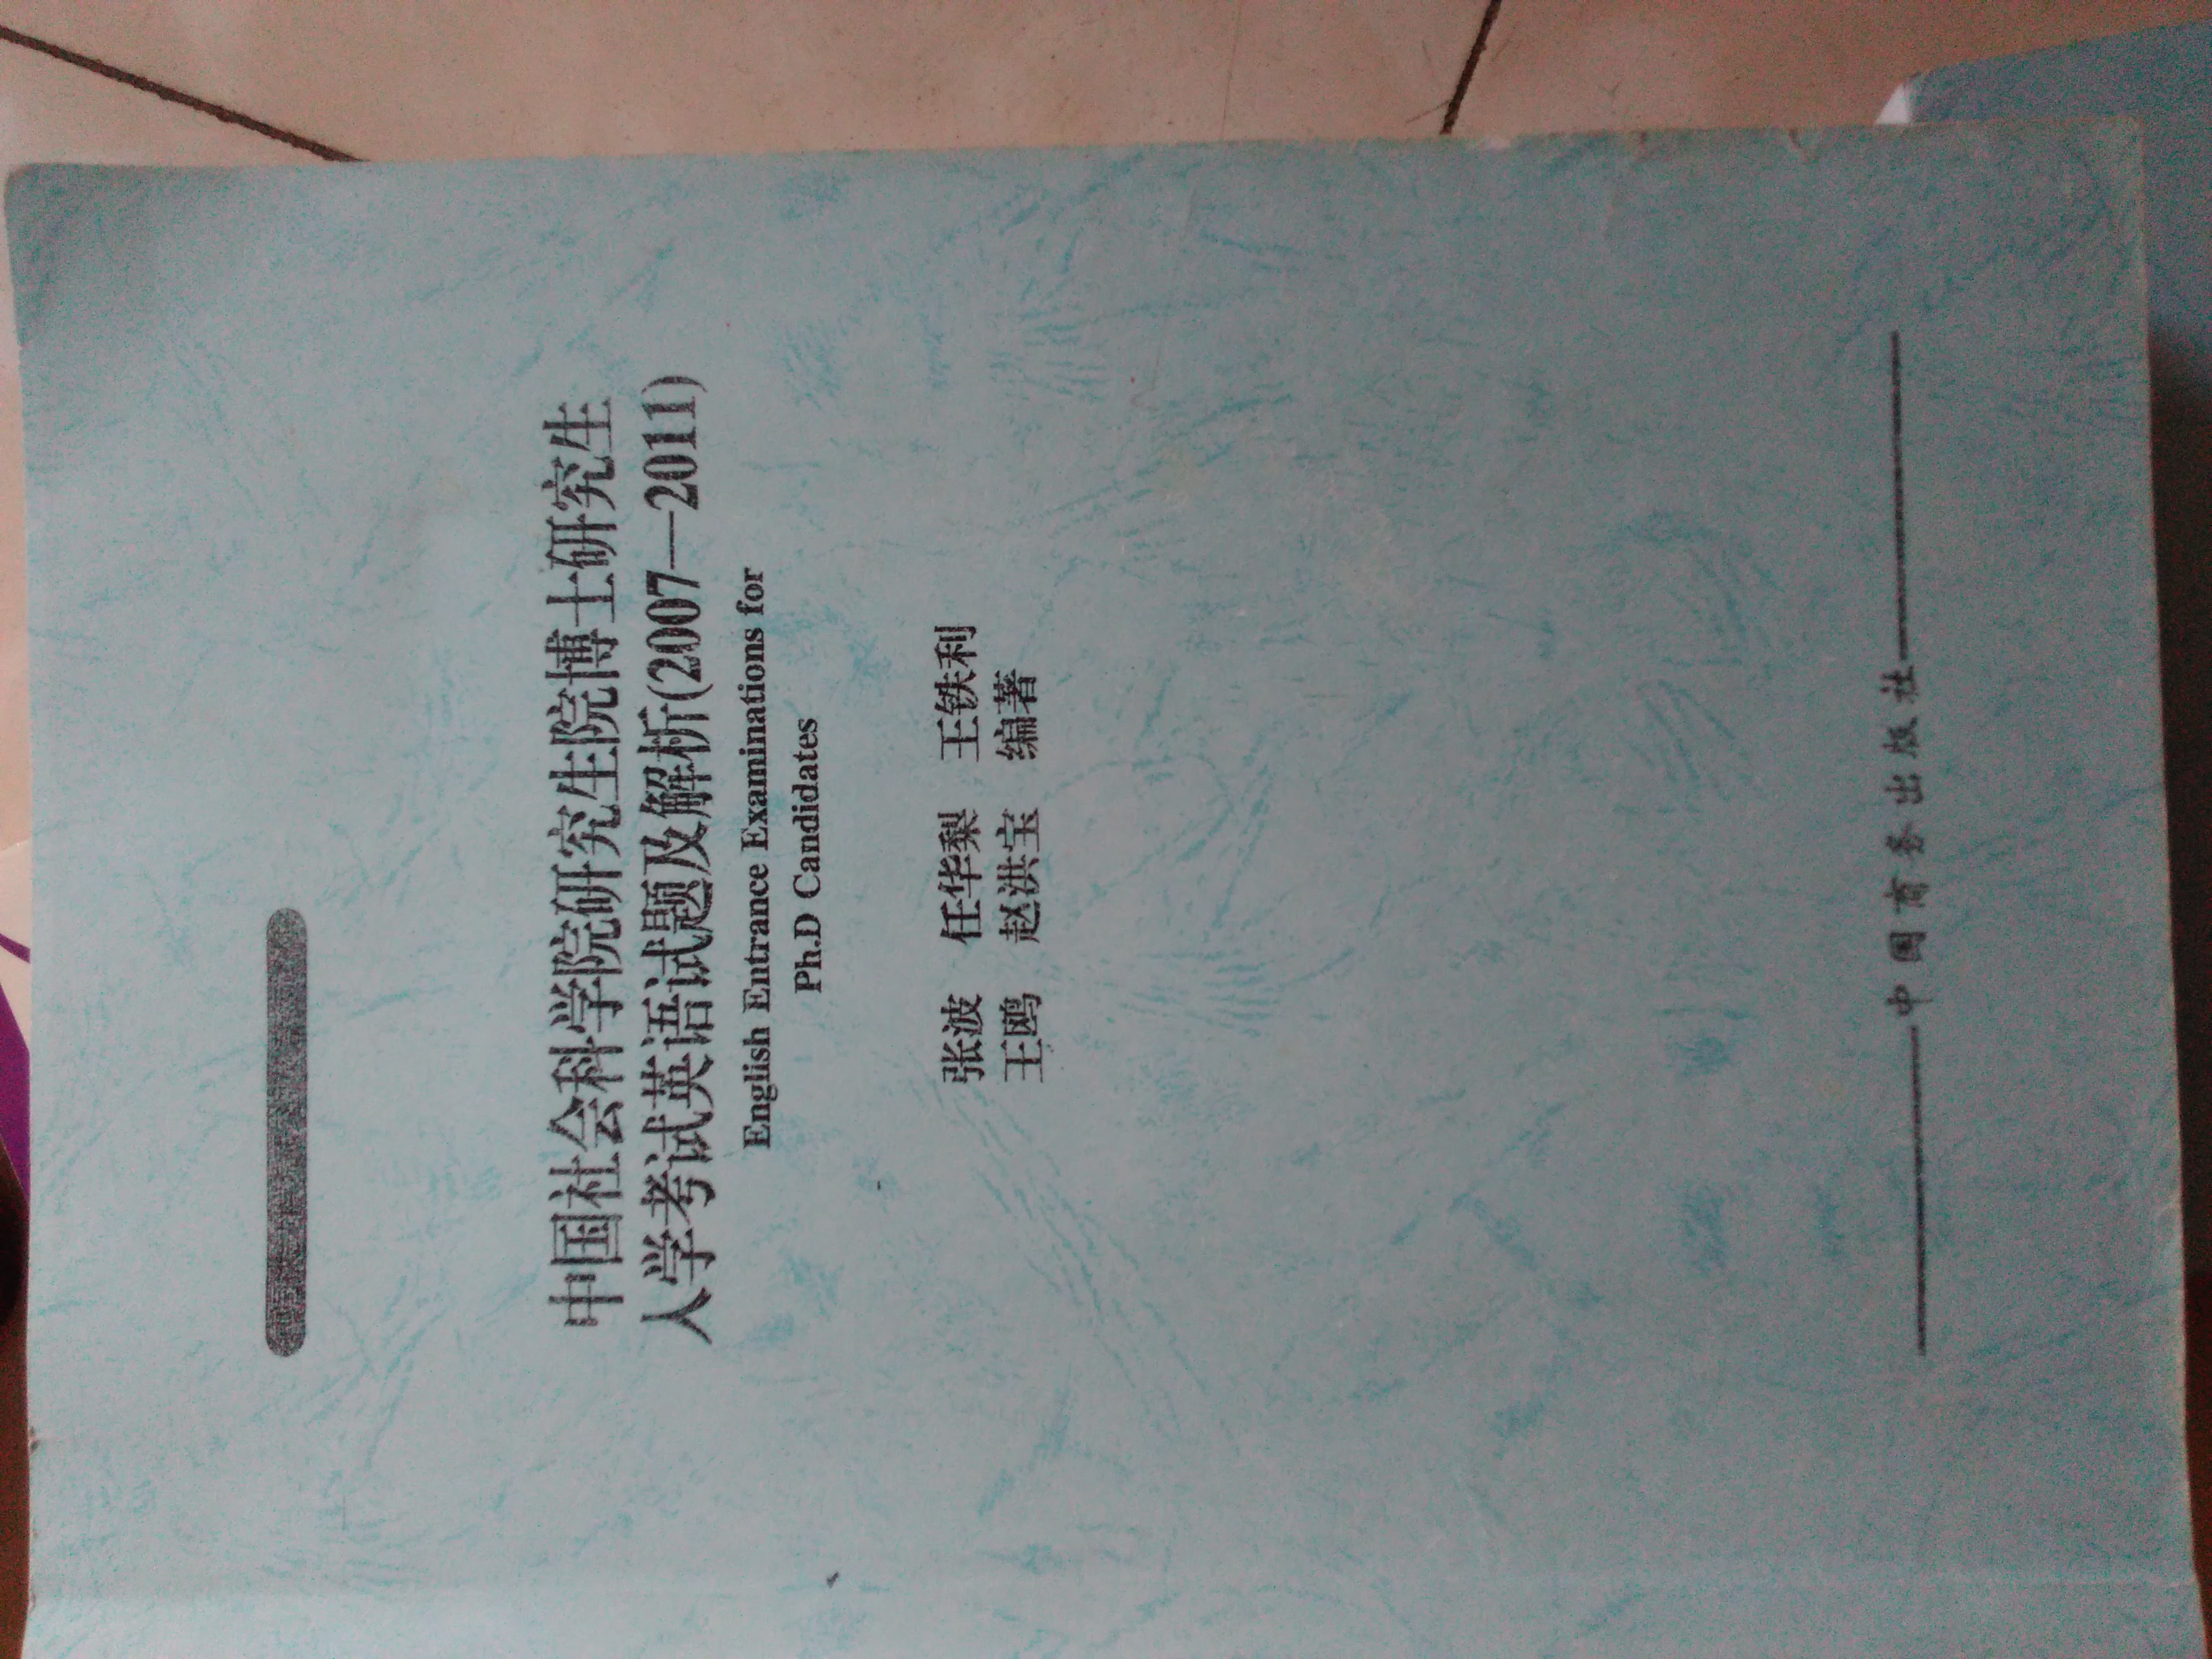 中国社会科学院研究生院博士研究生
入学考试英语试题及解析(2007—2011)
English Entrance Examinations for
Ph.D Candidates
张波 任华梨 王铁利
王鸥 赵洪宝 编著
中国商务出版社